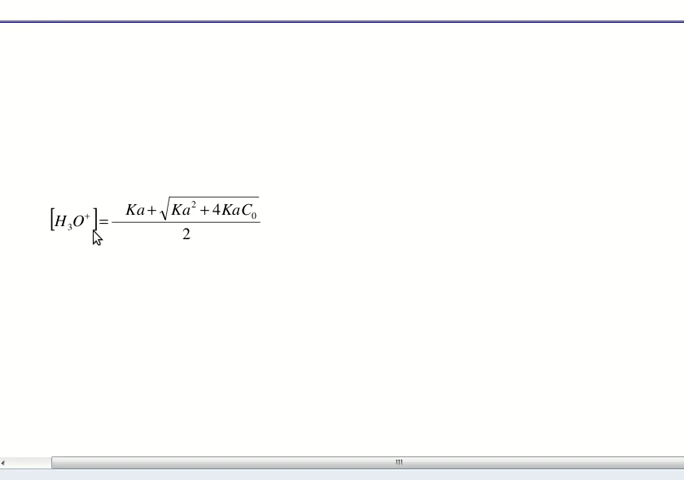 [H₃O⁺] = (Ka + √(Ka² + 4KaC₀)) / 2